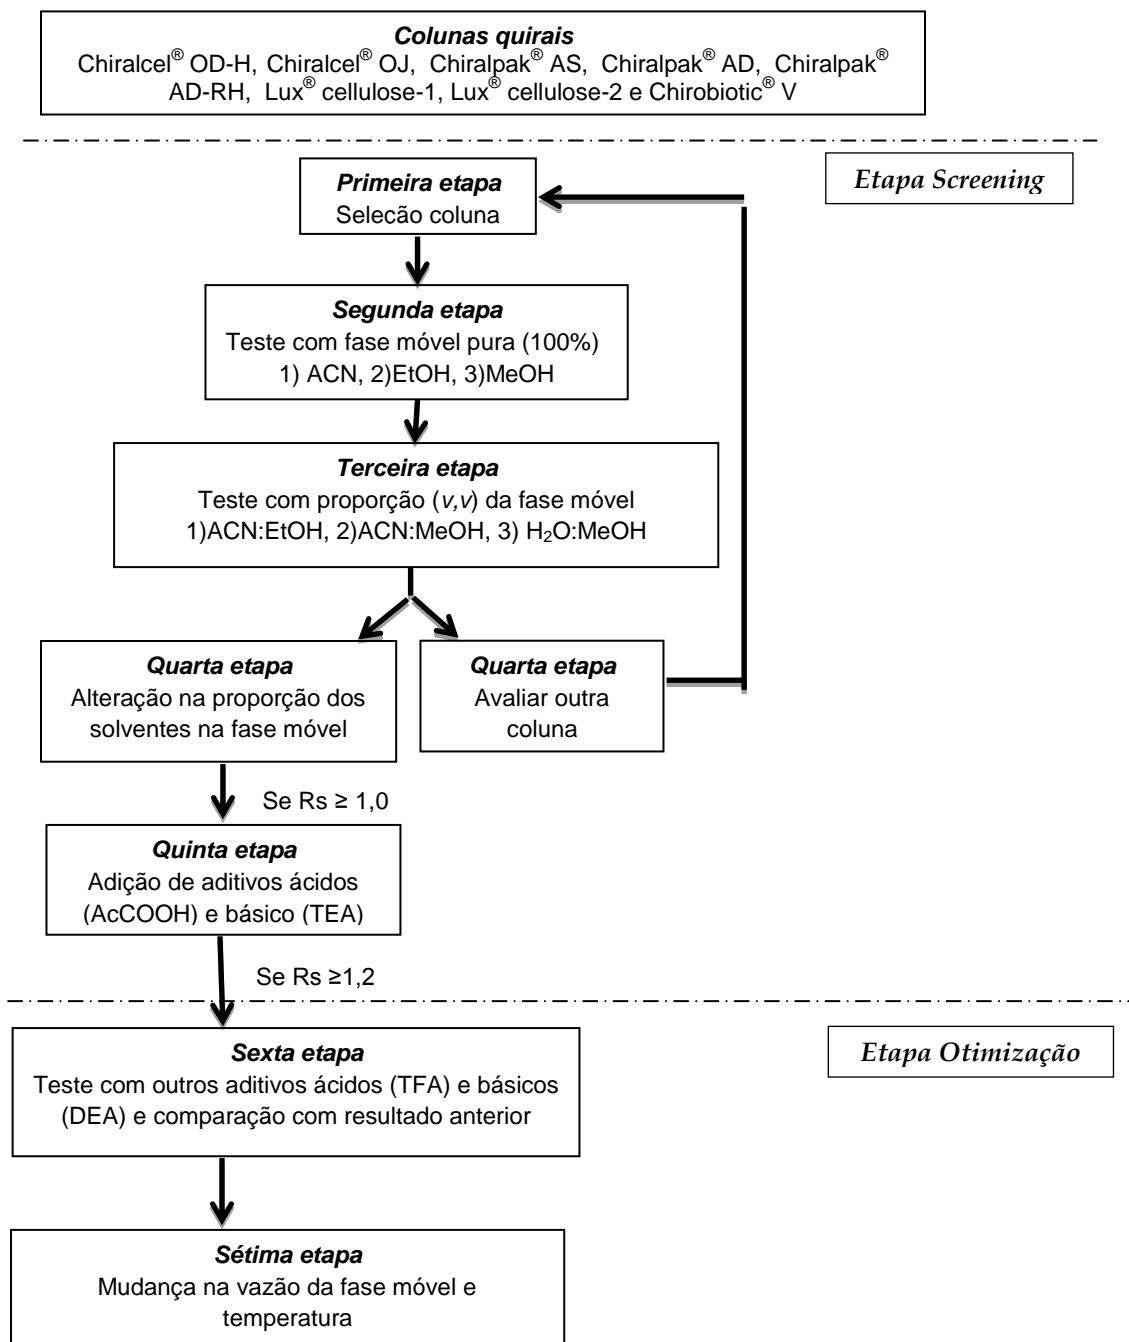 Colunas quirais
Chiralcel® OD-H, Chiralcel® OJ, Chiralpak® AS, Chiralpak® AD, Chiralpak®
AD-RH, Lux® cellulose-1, Lux® cellulose-2 e Chirobiotic® V
Etapa Screening
Primeira etapa
Seleção coluna
Segunda etapa
Teste com fase móvel pura (100%)
1) ACN, 2)EtOH, 3)MeOH
Terceira etapa
Teste com proporção (v,v) da fase móvel
1)ACN:EtOH, 2)ACN:MeOH, 3) H₂O:MeOH
Quarta etapa
Alteração na proporção dos
solventes na fase móvel
Quarta etapa
Avaliar outra
coluna
Se Rs ≥ 1,0
Quinta etapa
Adição de aditivos ácidos
(AcCOOH) e básico (TEA)
Se Rs ≥1,2
Etapa Otimização
Sexta etapa
Teste com outros aditivos ácidos (TFA) e básicos
(DEA) e comparação com resultado anterior
Sétima etapa
Mudança na vazão da fase móvel e
temperatura